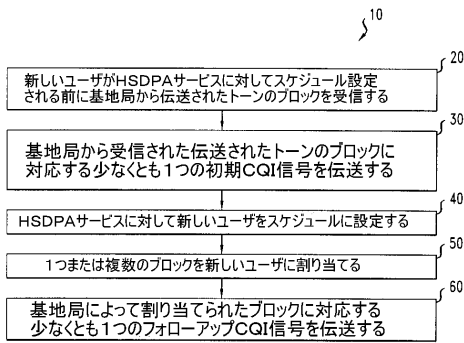 10
20
新しいユーザがHSDPAサービスに対してスケジュール設定
される前に基地局から伝送されたトーンのブロックを受信する
30
基地局から受信された伝送されたトーンのブロックに
対応する少なくとも1つの初期CQI信号を伝送する
40
HSDPAサービスに対して新しいユーザをスケジュールに設定する
50
1つまたは複数のブロックを新しいユーザに割り当てる
60
基地局によって割り当てられたブロックに対応する
少なくとも1つのフォローアップCQI信号を伝送する